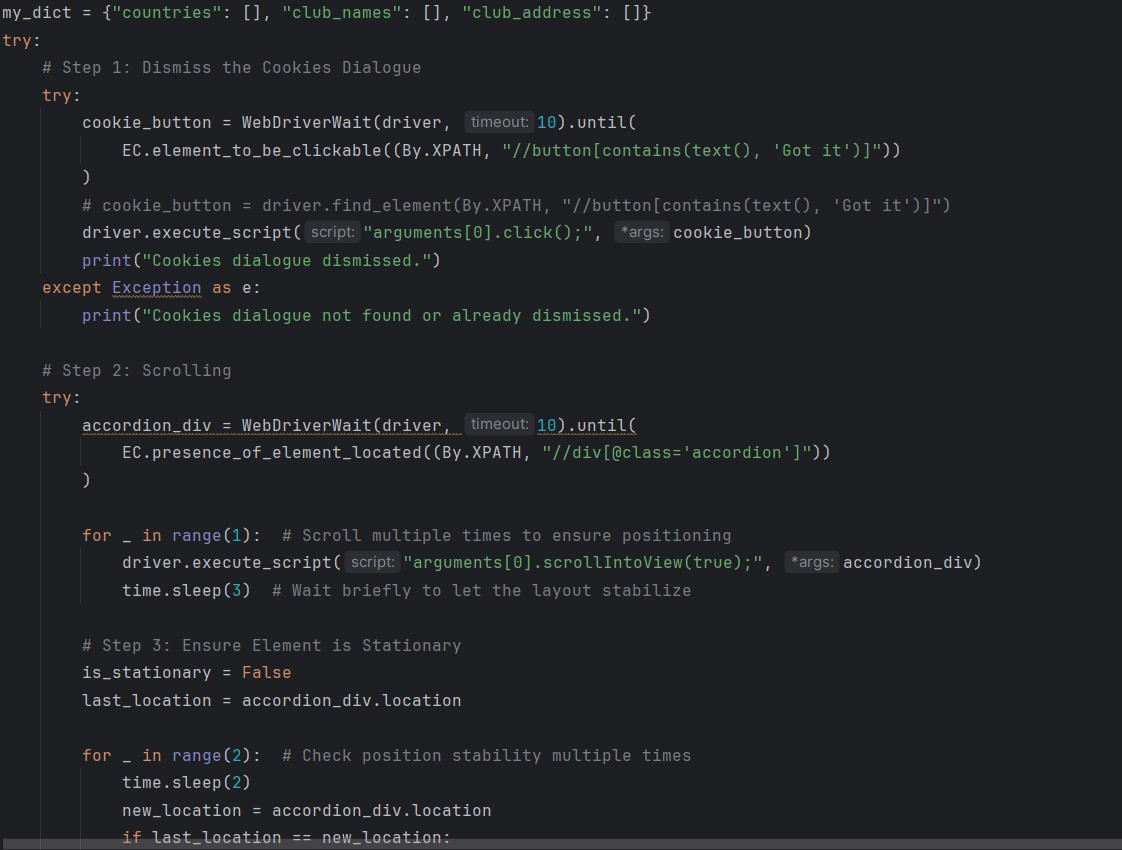 my_dict = {"countries": [], "club_names": [], "club_address": []}
try:
    # Step 1: Dismiss the Cookies Dialogue
    try:
        cookie_button = WebDriverWait(driver, timeout: 10).until(
            EC.element_to_be_clickable((By.XPATH, "//button[contains(text(), 'Got it')]"))
        )
        # cookie_button = driver.find_element(By.XPATH, "//button[contains(text(), 'Got it')]")
        driver.execute_script( script: "arguments[0].click();", *args: cookie_button)
        print("Cookies dialogue dismissed.")
    except Exception as e:
        print("Cookies dialogue not found or already dismissed.")

    # Step 2: Scrolling
    try:
        accordion_div = WebDriverWait(driver, timeout: 10).until(
            EC.presence_of_element_located((By.XPATH, "//div[@class='accordion']"))
        )

        for _ in range(1):  # Scroll multiple times to ensure positioning
            driver.execute_script( script: "arguments[0].scrollIntoView(true);", *args: accordion_div)
            time.sleep(3)  # Wait briefly to let the layout stabilize

        # Step 3: Ensure Element is Stationary
        is_stationary = False
        last_location = accordion_div.location

        for _ in range(2):  # Check position stability multiple times
            time.sleep(2)
            new_location = accordion_div.location
            if last_location == new_location: